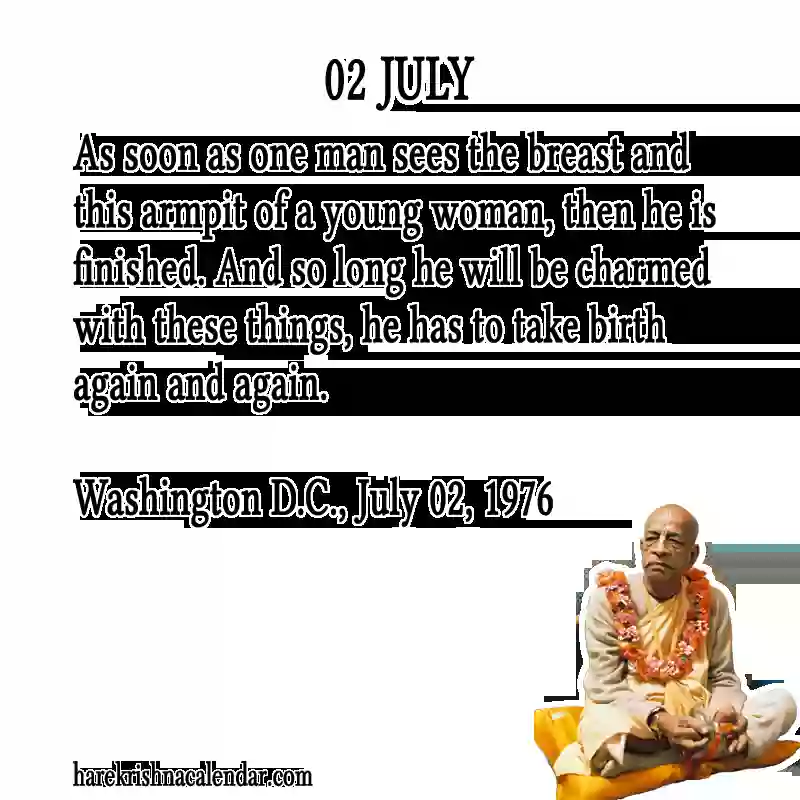 02 JULY
As soon as one man sees the breast and
this armpit of a young woman, then he is
finished. And so long he will be charmed
with these things, he has to take birth
again and again.
Washington D.C., July 02, 1976
harekrishnacalendar.com